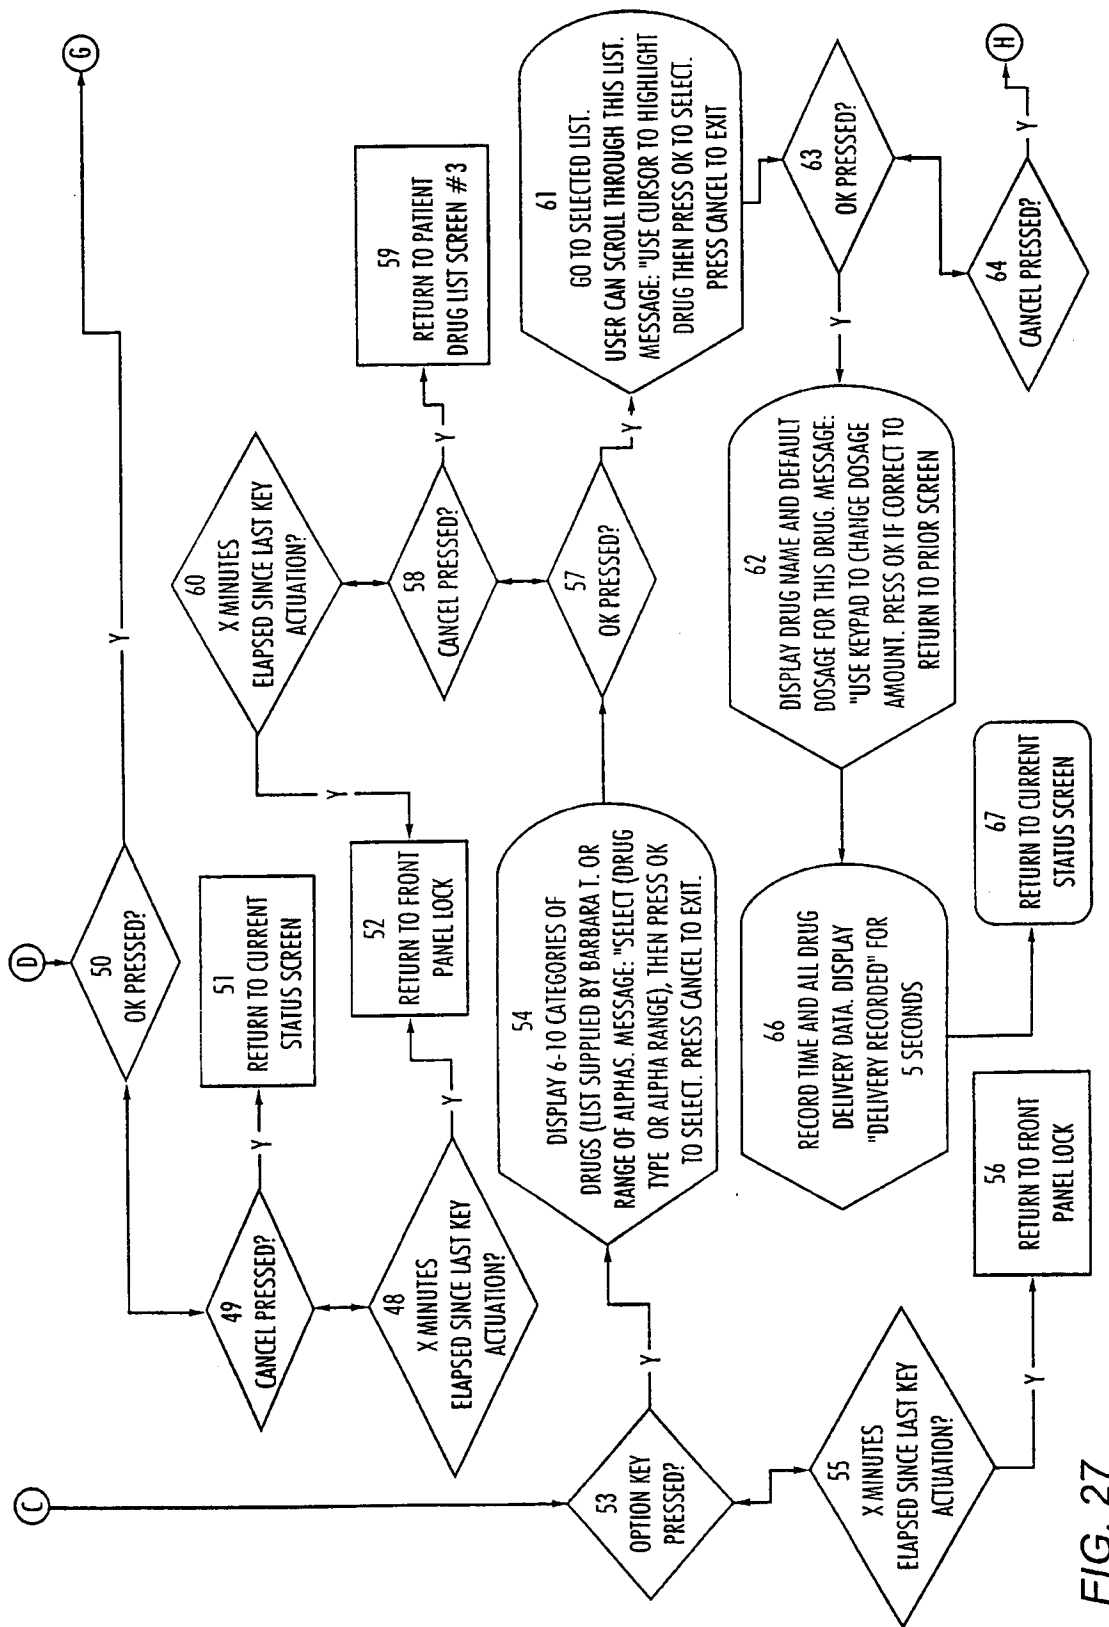 D
50
OK PRESSED?
Y
G
49
CANCEL PRESSED?
Y
51
RETURN TO CURRENT
STATUS SCREEN
48
X MINUTES
ELAPSED SINCE LAST KEY
ACTUATION?
Y
52
RETURN TO FRONT
PANEL LOCK
Y
60
X MINUTES
ELAPSED SINCE LAST KEY
ACTUATION?
58
CANCEL PRESSED?
Y
59
RETURN TO PATIENT
DRUG LIST SCREEN #3
C
53
OPTION KEY
PRESSED?
Y
54
DISPLAY 6-10 CATEGORIES OF
DRUGS (LIST SUPPLIED BY BARBARA T. OR
RANGE OF ALPHAS. MESSAGE: "SELECT (DRUG
TYPE OR ALPHA RANGE), THEN PRESS OK
TO SELECT. PRESS CANCEL TO EXIT.
57
OK PRESSED?
Y
61
GO TO SELECTED LIST.
USER CAN SCROLL THROUGH THIS LIST.
MESSAGE: "USE CURSOR TO HIGHLIGHT
DRUG THEN PRESS OK TO SELECT.
PRESS CANCEL TO EXIT
55
X MINUTES
ELAPSED SINCE LAST KEY
ACTUATION?
Y
56
RETURN TO FRONT
PANEL LOCK
66
RECORD TIME AND ALL DRUG
DELIVERY DATA. DISPLAY
"DELIVERY RECORDED" FOR
5 SECONDS
67
RETURN TO CURRENT
STATUS SCREEN
62
DISPLAY DRUG NAME AND DEFAULT
DOSAGE FOR THIS DRUG. MESSAGE:
"USE KEYPAD TO CHANGE DOSAGE
AMOUNT. PRESS OK IF CORRECT TO
RETURN TO PRIOR SCREEN
Y
63
OK PRESSED?
64
CANCEL PRESSED?
Y
H
FIG. 27